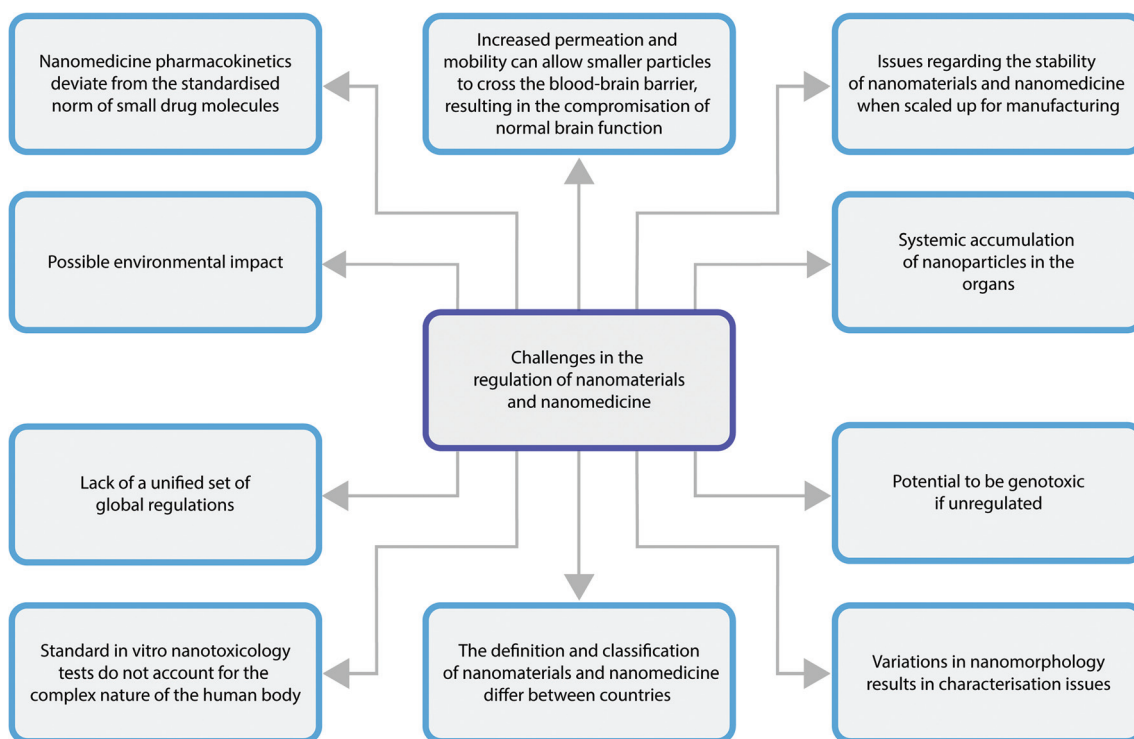 Nanomedicine pharmacokinetics
deviate from the standardised
norm of small drug molecules
Increased permeation and
mobility can allow smaller particles
to cross the blood-brain barrier,
resulting in the compromisation of
normal brain function
Issues regarding the stability
of nanomaterials and nanomedicine
when scaled up for manufacturing
Possible environmental impact
Systemic accumulation
of nanoparticles in the
organs
Challenges in the
regulation of nanomaterials
and nanomedicine
Lack of a unified set of
global regulations
Potential to be genotoxic
if unregulated
Standard in vitro nanotoxicology
tests do not account for the
complex nature of the human body
The definition and classification
of nanomaterials and nanomedicine
differ between countries
Variations in nanomorphology
results in characterisation issues